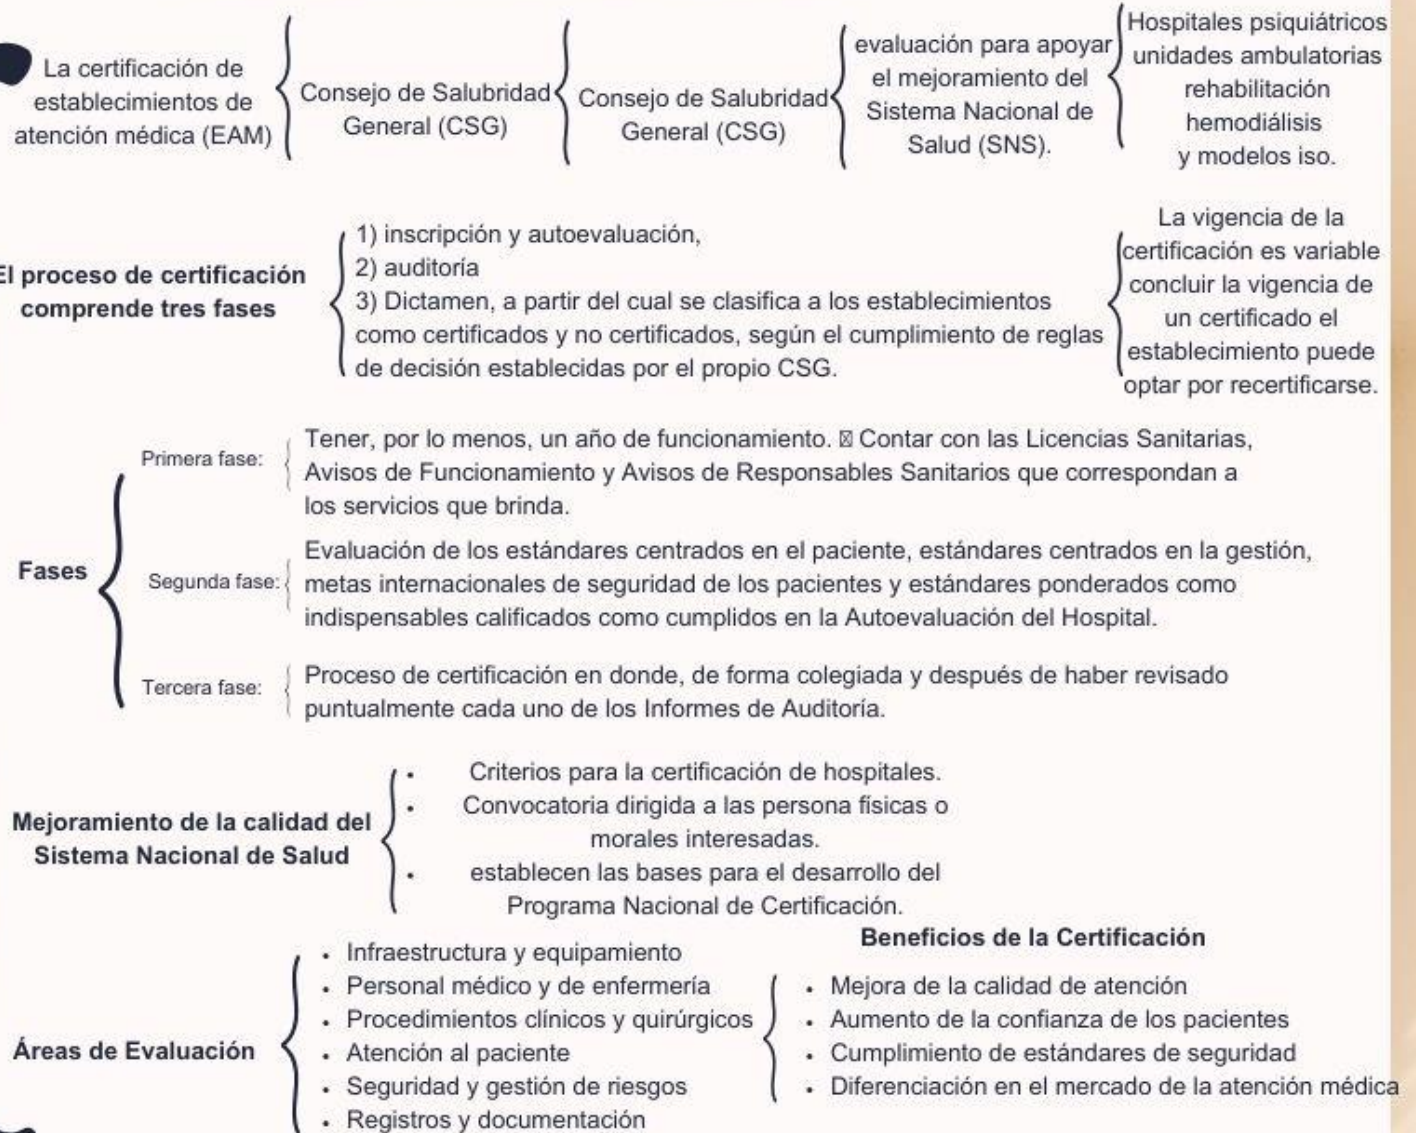 La certificación de
establecimientos de
atención médica (EAM)
Consejo de Salubridad
General (CSG)
Consejo de Salubridad
General (CSG)
evaluación para apoyar
el mejoramiento del
Sistema Nacional de
Salud (SNS).
Hospitales psiquiátricos
unidades ambulatorias
rehabilitación
hemodiálisis
y modelos iso.
El proceso de certificación
comprende tres fases
1) inscripción y autoevaluación,
2) auditoría
3) Dictamen, a partir del cual se clasifica a los establecimientos
como certificados y no certificados, según el cumplimiento de reglas
de decisión establecidas por el propio CSG.
La vigencia de la
certificación es variable
concluir la vigencia de
un certificado el
establecimiento puede
optar por recertificarse.
Fases
Primera fase:
Tener, por lo menos, un año de funcionamiento. Contar con las Licencias Sanitarias,
Avisos de Funcionamiento y Avisos de Responsables Sanitarios que correspondan a
los servicios que brinda.
Segunda fase:
Evaluación de los estándares centrados en el paciente, estándares centrados en la gestión,
metas internacionales de seguridad de los pacientes y estándares ponderados como
indispensables calificados como cumplidos en la Autoevaluación del Hospital.
Tercera fase:
Proceso de certificación en donde, de forma colegiada y después de haber revisado
puntualmente cada uno de los Informes de Auditoría.
Mejoramiento de la calidad del
Sistema Nacional de Salud
• Criterios para la certificación de hospitales.
• Convocatoria dirigida a las persona físicas o
morales interesadas.
• establecen las bases para el desarrollo del
Programa Nacional de Certificación.
Áreas de Evaluación
• Infraestructura y equipamiento
• Personal médico y de enfermería
• Procedimientos clínicos y quirúrgicos
• Atención al paciente
• Seguridad y gestión de riesgos
• Registros y documentación
Beneficios de la Certificación
• Mejora de la calidad de atención
• Aumento de la confianza de los pacientes
• Cumplimiento de estándares de seguridad
• Diferenciación en el mercado de la atención médica